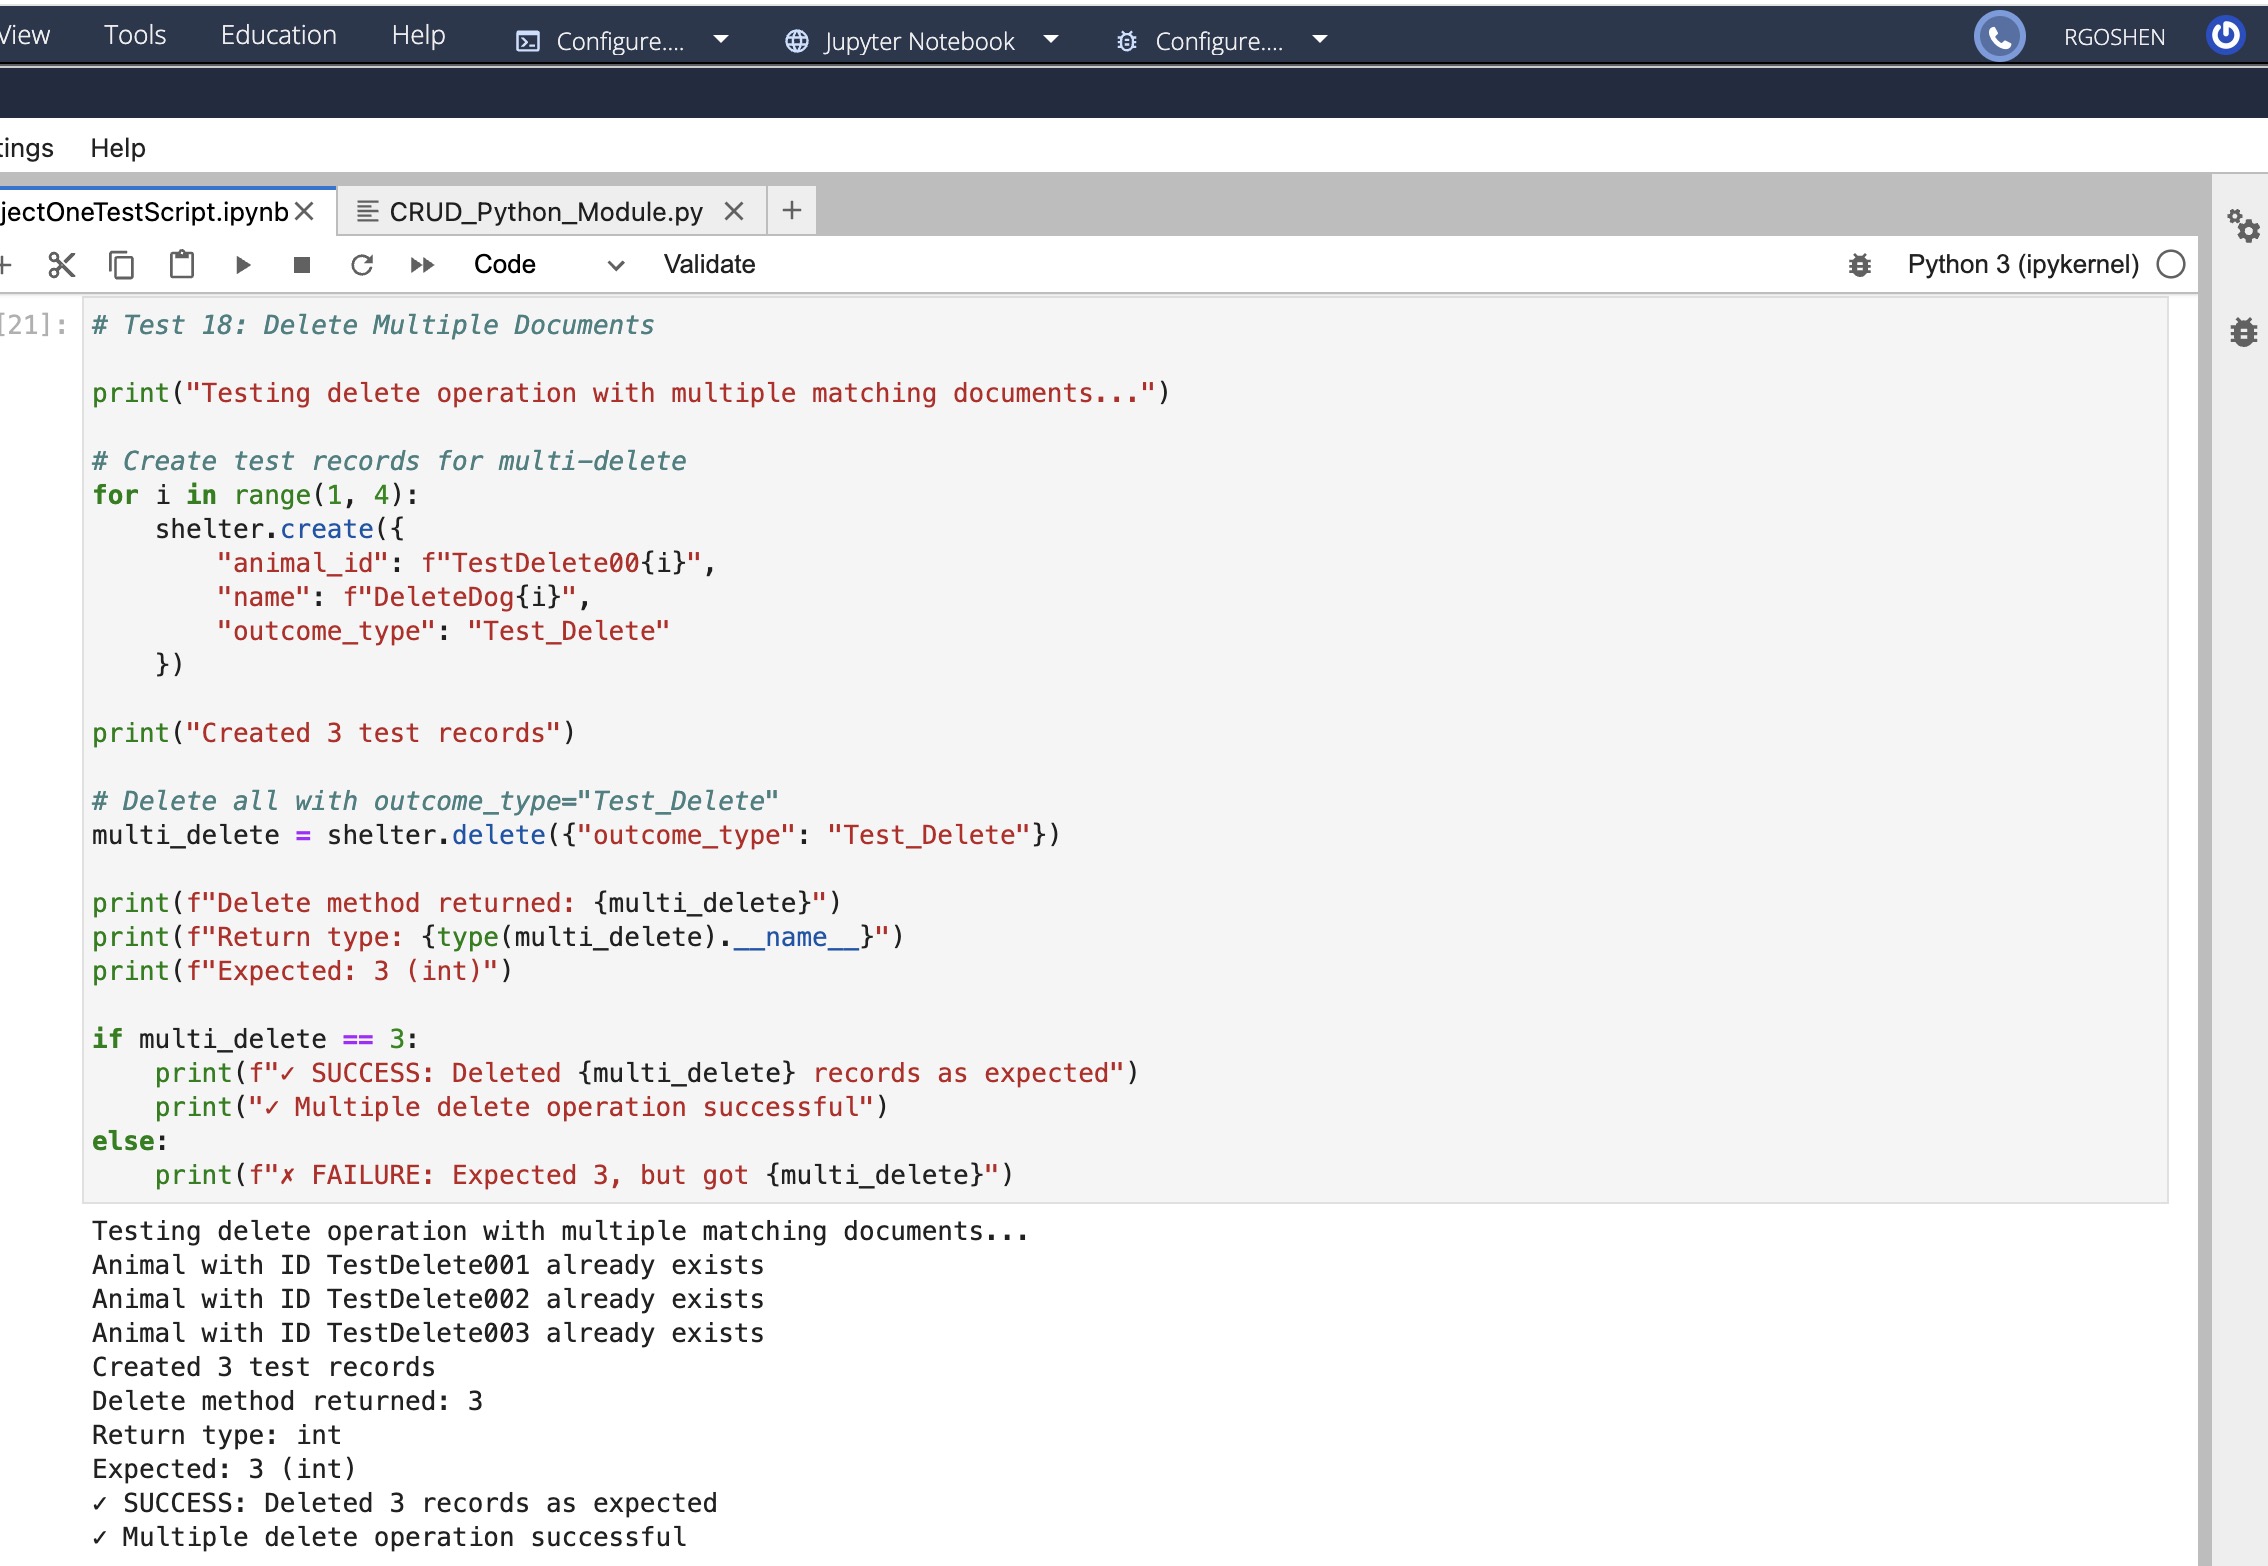 View Tools Education Help Configure.... Jupyter Notebook Configure.... RGOSHEN
tings Help
jectOneTestScript.ipynb CRUD_Python_Module.py
Code Validate Python 3 (ipykernel)
[21]: # Test 18: Delete Multiple Documents
print("Testing delete operation with multiple matching documents...")
# Create test records for multi-delete
for i in range(1, 4):
    shelter.create({
        "animal_id": f"TestDelete00{i}",
        "name": f"DeleteDog{i}",
        "outcome_type": "Test_Delete"
    })
print("Created 3 test records")
# Delete all with outcome_type="Test_Delete"
multi_delete = shelter.delete({"outcome_type": "Test_Delete"})
print(f"Delete method returned: {multi_delete}")
print(f"Return type: {type(multi_delete).__name__}")
print(f"Expected: 3 (int)")
if multi_delete == 3:
    print(f"✓ SUCCESS: Deleted {multi_delete} records as expected")
    print("✓ Multiple delete operation successful")
else:
    print(f"✗ FAILURE: Expected 3, but got {multi_delete}")
Testing delete operation with multiple matching documents...
Animal with ID TestDelete001 already exists
Animal with ID TestDelete002 already exists
Animal with ID TestDelete003 already exists
Created 3 test records
Delete method returned: 3
Return type: int
Expected: 3 (int)
✓ SUCCESS: Deleted 3 records as expected
✓ Multiple delete operation successful